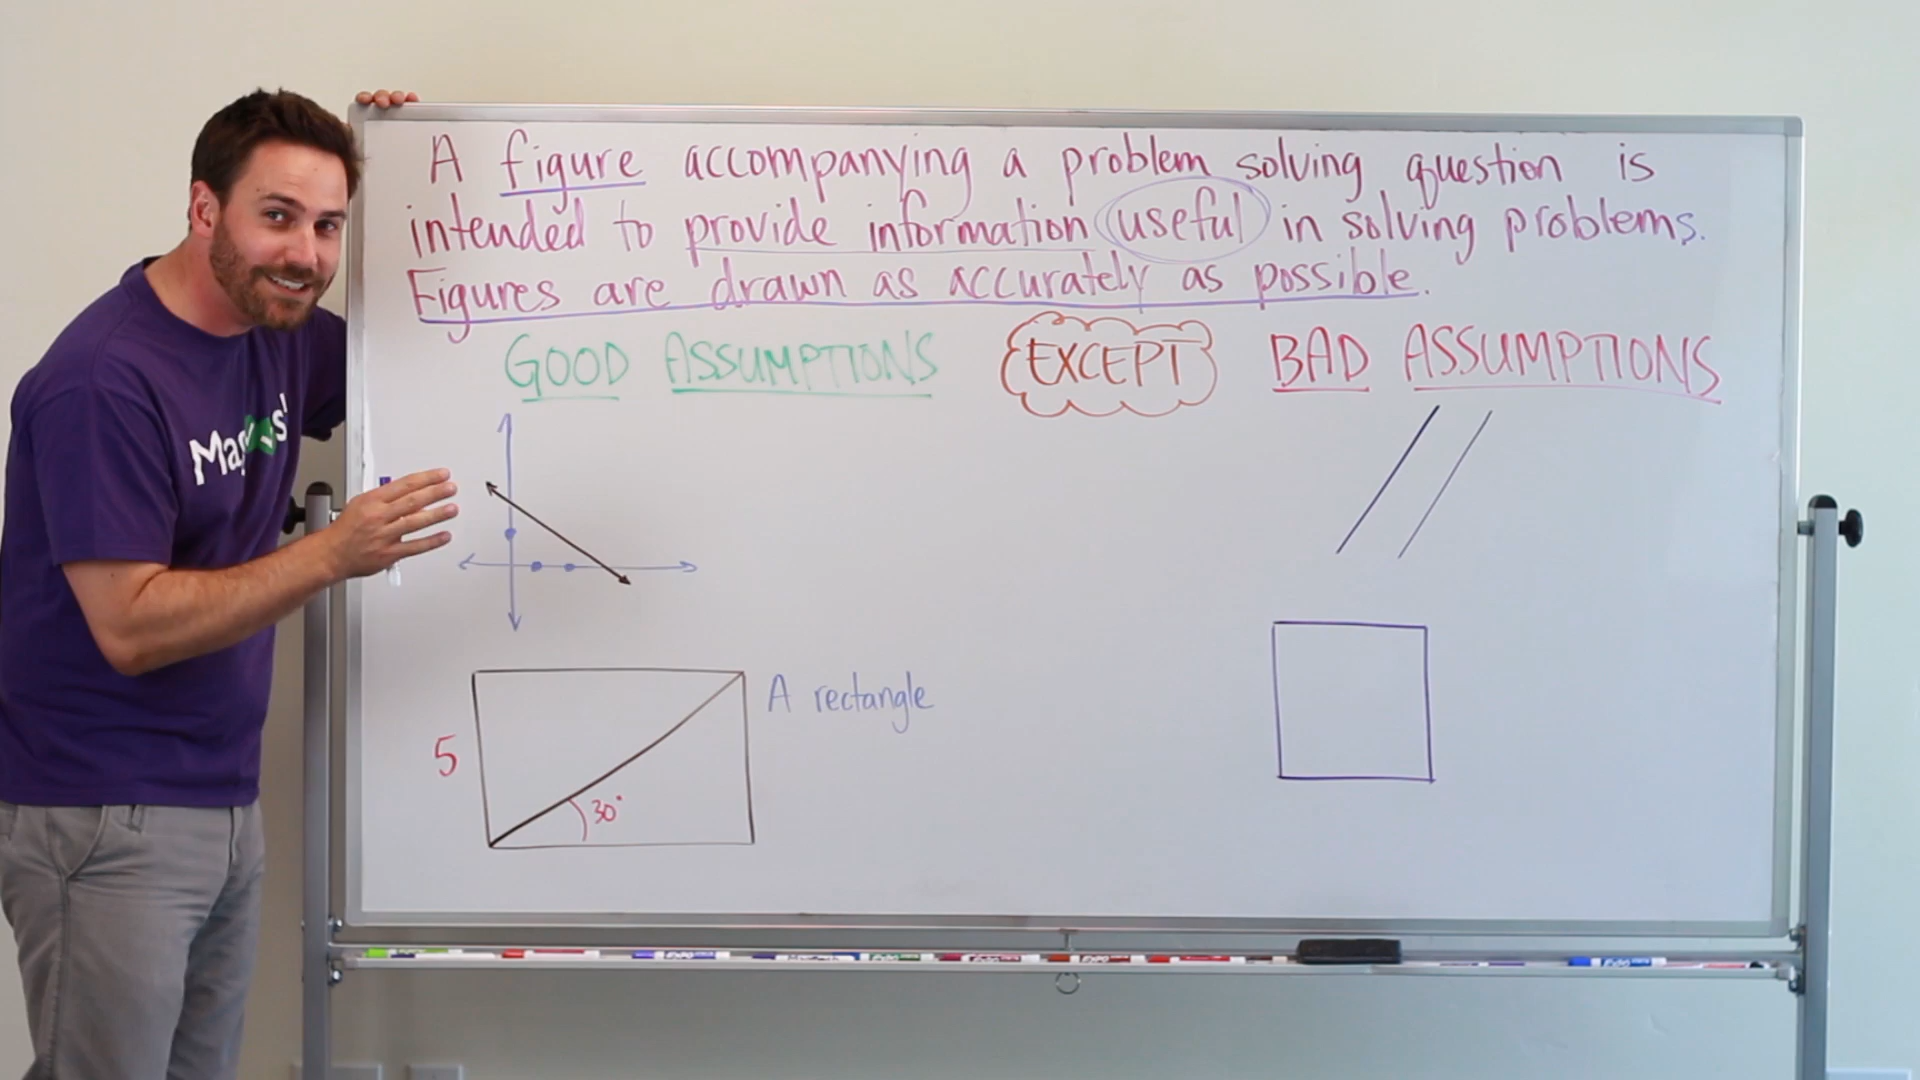 A figure accompanying a problem solving question is
intended to provide information useful in solving problems.
Figures are drawn as accurately as possible.
GOOD ASSUMPTIONS
EXCEPT
BAD ASSUMPTIONS
A rectangle
5
30°